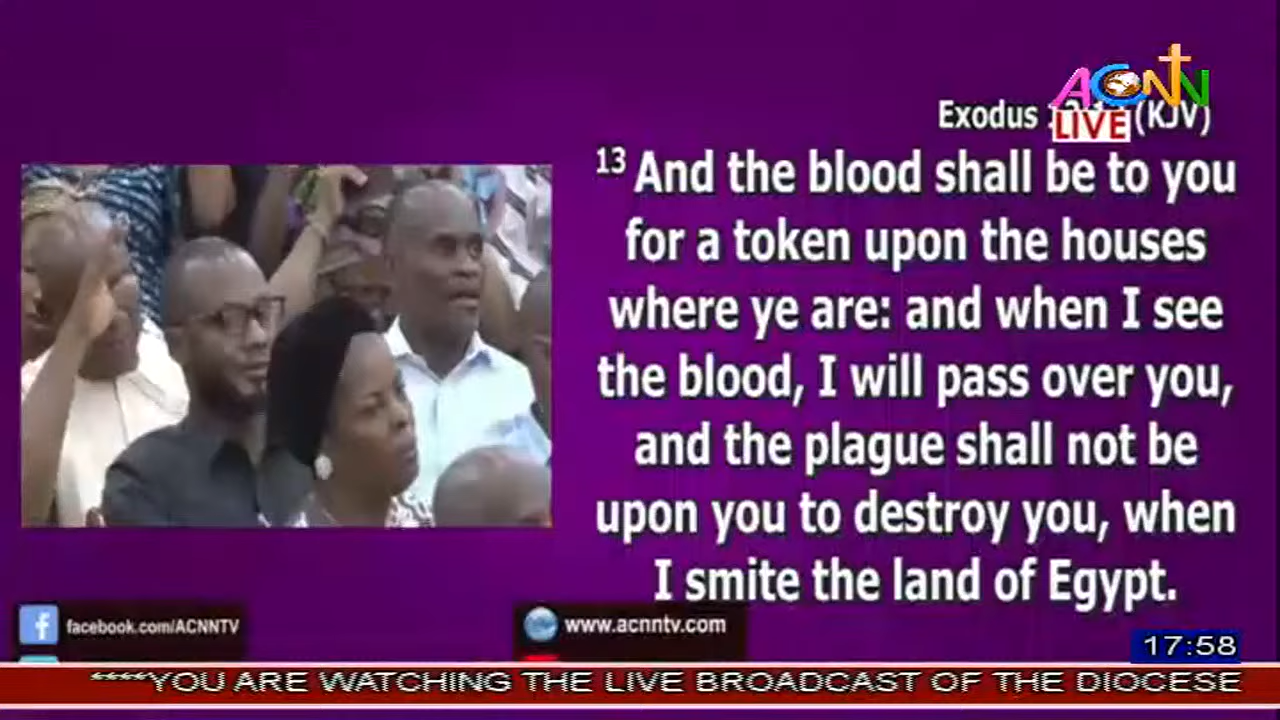 ACNN
LIVE
Exodus (KJV)
13 And the blood shall be to you
for a token upon the houses
where ye are: and when I see
the blood, I will pass over you,
and the plague shall not be
upon you to destroy you, when
I smite the land of Egypt.
facebook.com/ACNNTV
www.acnntv.com
17:58
****YOU ARE WATCHING THE LIVE BROADCAST OF THE DIOCESE